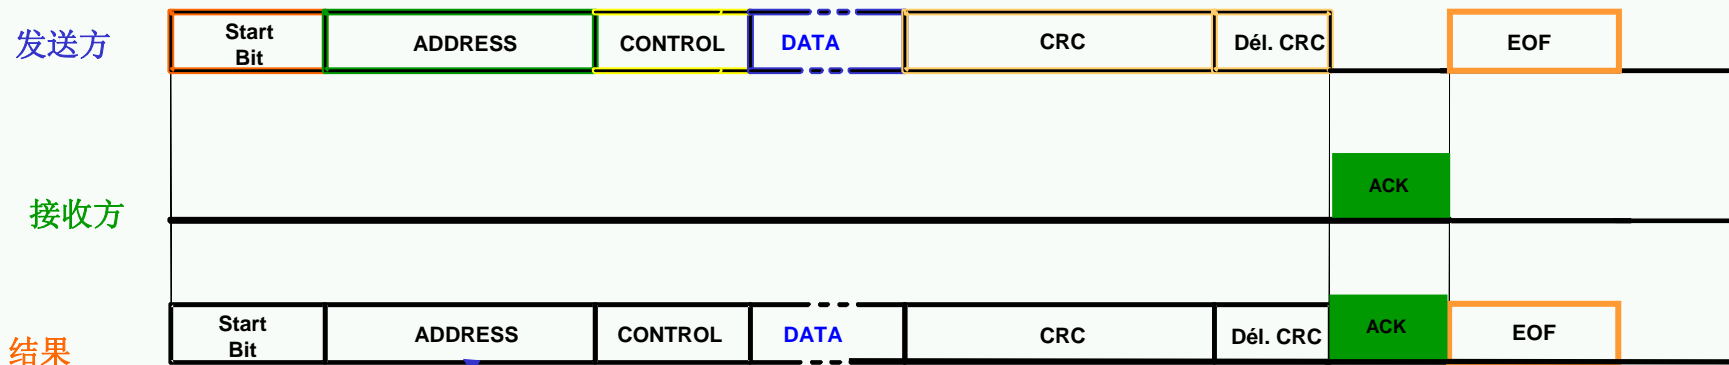 发送方
Start
Bit
ADDRESS
CONTROL
DATA
CRC
Dél. CRC
EOF
ACK
接收方
结果
Start
Bit
ADDRESS
CONTROL
DATA
CRC
Dél. CRC
ACK
EOF